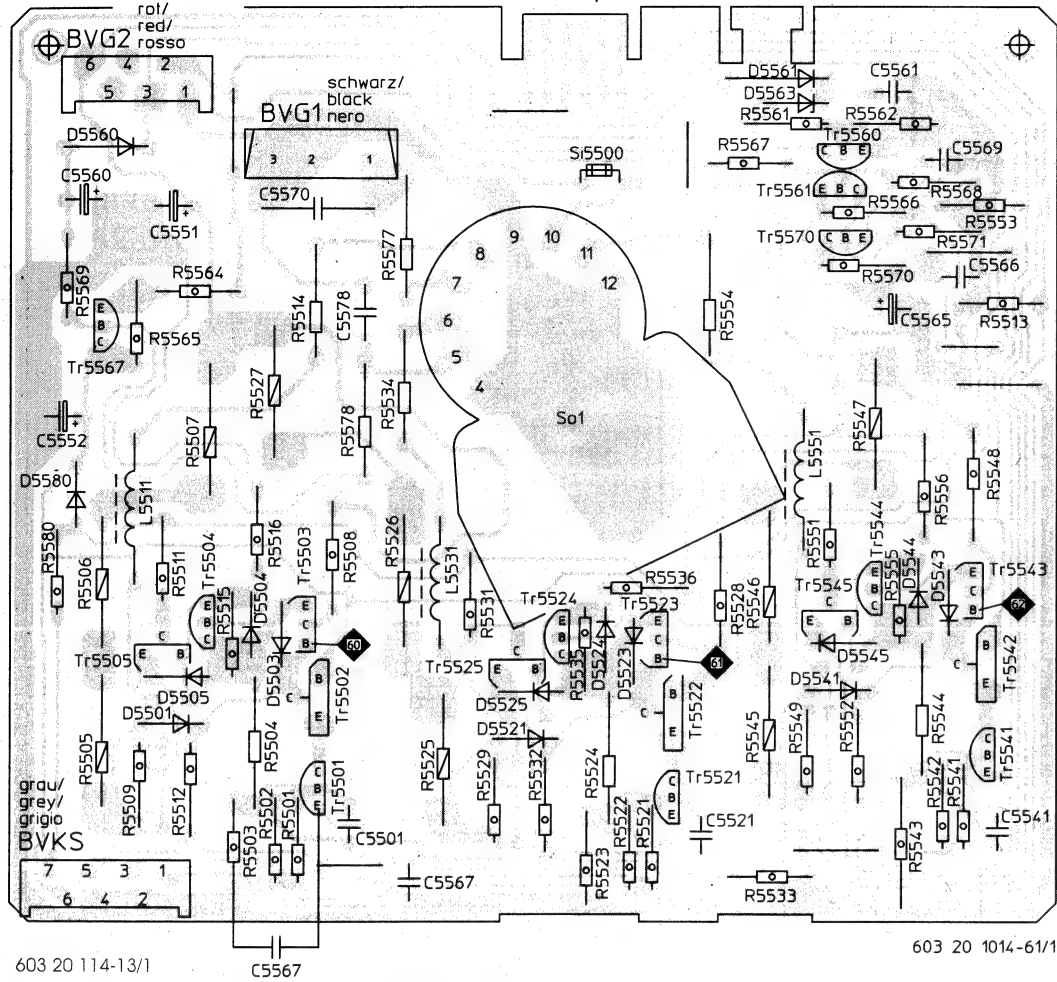 rot/
red/
rosso
BVG2
6 4 2
5 3 1
schwarz/
black
nero
BVG1
3 2 1
D5561
C5561
D5563
R5561
R5562
D5560
Tr5560
C B E
Si5500
R5567
C5569
C5560
+
C5570
Tr5561
E B C
R5568
C5551
+
R5566
R5553
R5577
9 10
8 11
7 12
6
5
4
So1
Tr5570
C B E
R5571
R5569
R5564
R5570
C5566
R5514
C5578
R5554
E
B
C
+
C5565
R5513
R5565
Tr5567
R5527
R5534
R5547
C5552
+
R5507
R5578
L5551
R5548
D5580
L5511
R5556
R5580
R5506
R5511
Tr5504
R5516
Tr5503
R5508
R5526
L5531
R5551
Tr5544
D5544
D5543
Tr5543
R5515
D5504
R5531
Tr5524
R5536
Tr5523
R5528
R5546
Tr5545
R5555
E
B
C
E
C
B
60
E
B
C
E
C
B
61
E
B
C
E
C
B
62
C
E B
Tr5505
D5505
D5503
C
B
E
Tr5502
Tr5525
C
E B
D5525
R5535
D5524
D5523
C
B
E
Tr5522
C
E B
D5545
D5541
C
B
E
Tr5542
D5501
D5521
R5505
R5504
R5525
R5529
R5532
R5524
R5545
R5549
R5552
R5544
Tr5541
C
B
E
grau/
grey/
grigio
BVKS
R5509
R5512
R5503
R5502
R5501
C
B
E
Tr5501
C5501
R5523
R5522
R5521
C
B
E
Tr5521
C5521
R5542
R5541
C5541
R5543
7 5 3 1
6 4 2
C5567
R5533
C5567
603 20 114-13/1
603 20 1014-61/1